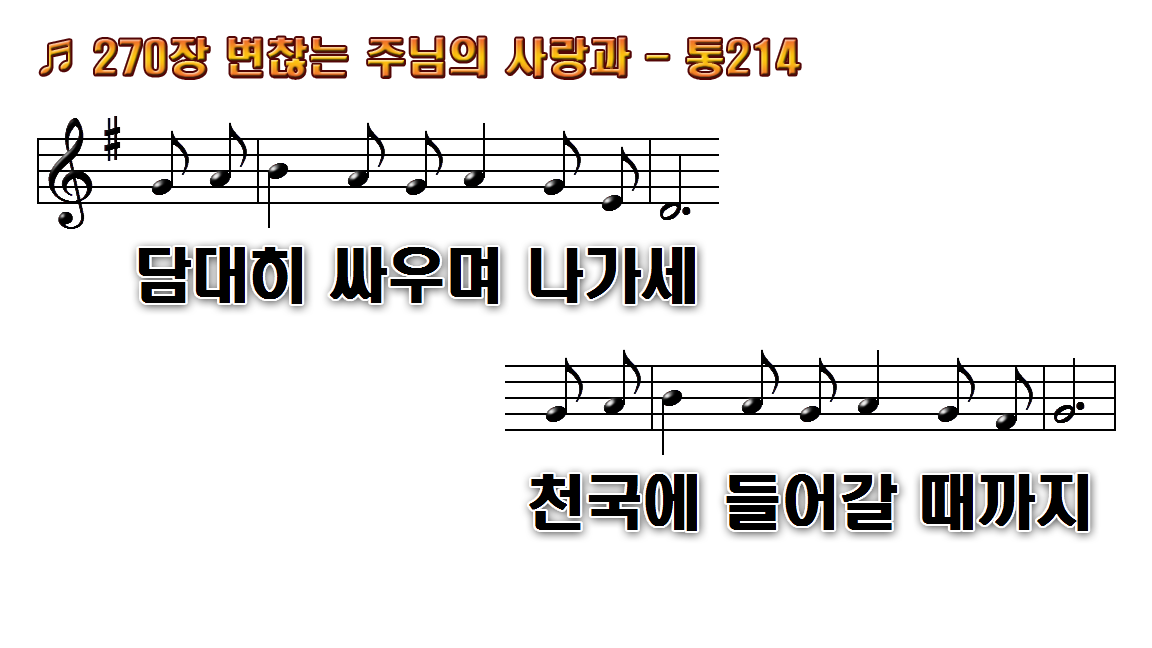 ♬ 270장 변찮는 주님의 사랑과 - 통214
담대히 싸우며 나가세
천국에 들어갈 때까지